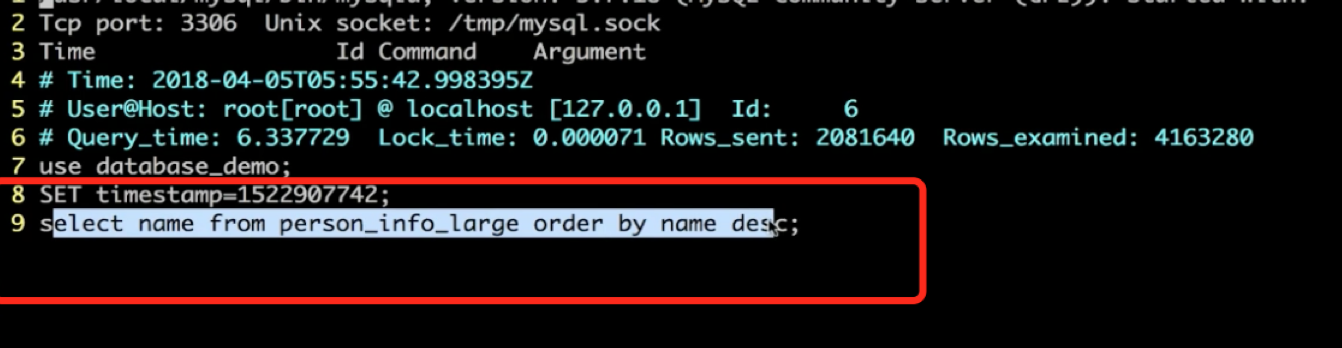 2 Tcp port: 3306  Unix socket: /tmp/mysql.sock
3 Time                 Id Command    Argument
4 # Time: 2018-04-05T05:55:42.998395Z
5 # User@Host: root[root] @ localhost [127.0.0.1]  Id:     6
6 # Query_time: 6.337729  Lock_time: 0.000071 Rows_sent: 2081640  Rows_examined: 4163280
7 use database_demo;
8 SET timestamp=1522907742;
9 select name from person_info_large order by name desc;